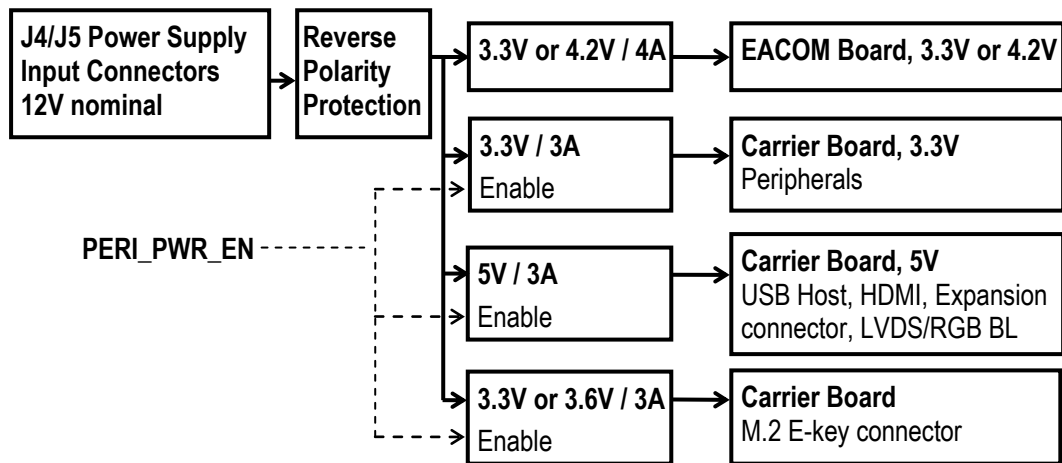 J4/J5 Power Supply
Input Connectors
12V nominal
Reverse
Polarity
Protection
3.3V or 4.2V / 4A
EACOM Board, 3.3V or 4.2V
3.3V / 3A
Enable
Carrier Board, 3.3V
Peripherals
PERI_PWR_EN
5V / 3A
Enable
Carrier Board, 5V
USB Host, HDMI, Expansion
connector, LVDS/RGB BL
3.3V or 3.6V / 3A
Enable
Carrier Board
M.2 E-key connector